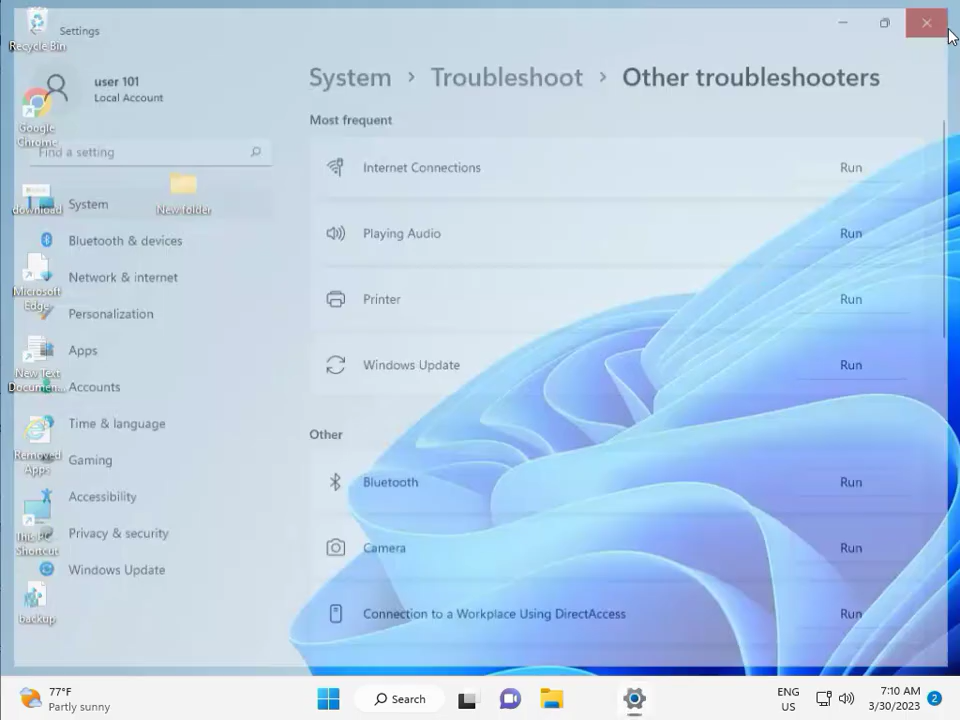 Settings
Recycle Bin
user 101
Local Account
Google
Chrome
Find a setting
System
download
New folder
Bluetooth & devices
Network & internet
Microsoft
Edge
Personalization
Apps
New Text
Documen...
Accounts
Time & language
Removed
Apps
Gaming
Accessibility
This PC
Shortcut
Privacy & security
Windows Update
backup
System > Troubleshoot > Other troubleshooters
Most frequent
Internet Connections Run
Playing Audio Run
Printer Run
Windows Update Run
Other
Bluetooth Run
Camera Run
Connection to a Workplace Using DirectAccess Run
77°F
Partly sunny
Search
ENG
US
7:10 AM
3/30/2023
2